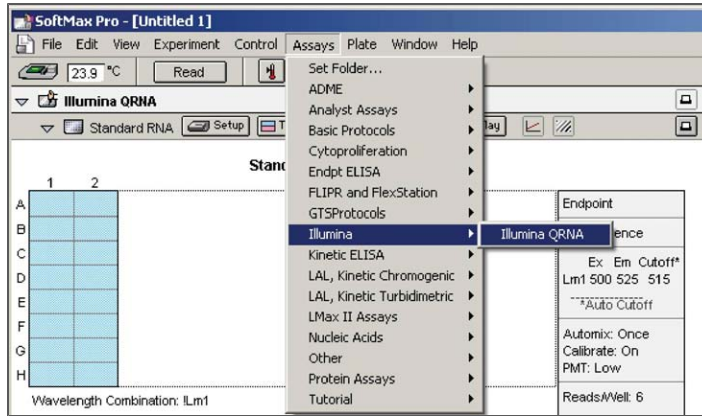 SoftMax Pro - [Untitled 1]
File Edit View Experiment Control Assays Plate Window Help
23.9 °C Read
Illumina QRNA
Standard RNA Setup T lay
Stand
1 2
A
B
C
D
E
F
G
H
Wavelength Combination: !Lm1
Set Folder...
ADME
Analyst Assays
Basic Protocols
Cytoproliferation
Endpt ELISA
FLIPR and FlexStation
GTSProtocols
Illumina
Kinetic ELISA
LAL, Kinetic Chromogenic
LAL, Kinetic Turbidimetric
LMax II Assays
Nucleic Acids
Other
Protein Assays
Tutorial
Illumina QRNA
Endpoint
ence
Ex Em Cutoff*
Lm1 500 525 515
*Auto Cutoff
Automix: Once
Calibrate: On
PMT: Low
Reads/Well: 6